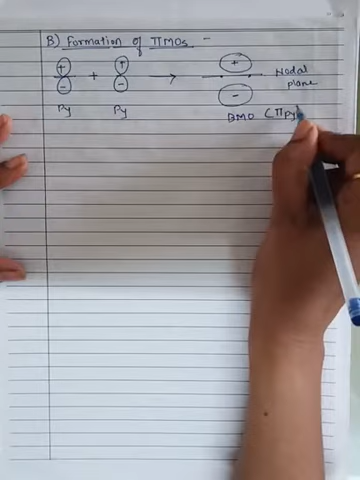 B) Formation of πMOs -
+ + + → + Nodal
- - - plane
Py Py BMO (πpy)